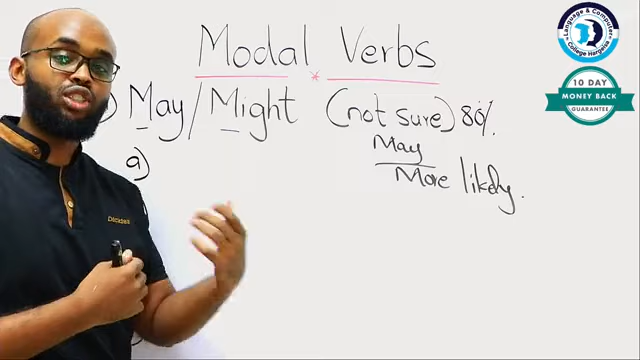 Modal Verbs
*
) May/Might (not sure) 80%.
May
a)
More likely.
Language & Computer
College Hargeisa
10 DAY
MONEY BACK
GUARANTEE